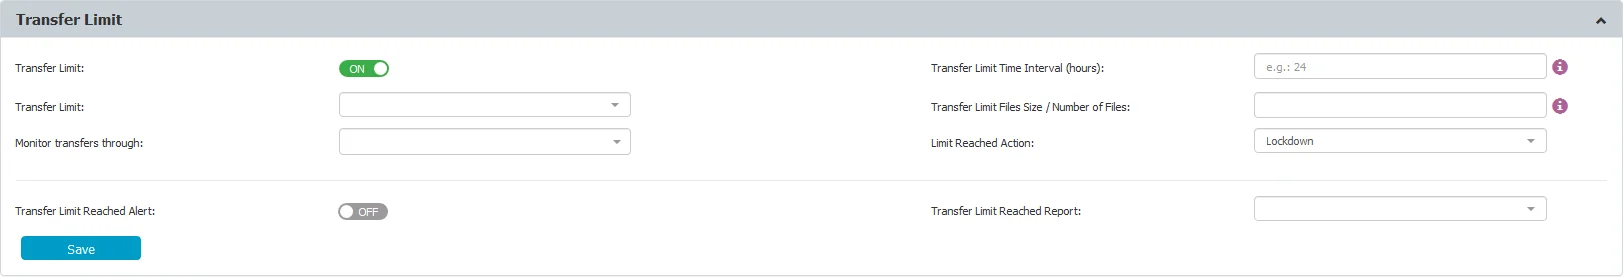 Transfer Limit
Transfer Limit:
ON
Transfer Limit Time Interval (hours):
e.g.: 24
Transfer Limit:
Transfer Limit Files Size / Number of Files:
Monitor transfers through:
Limit Reached Action:
Lockdown
Transfer Limit Reached Alert:
OFF
Transfer Limit Reached Report:
Save